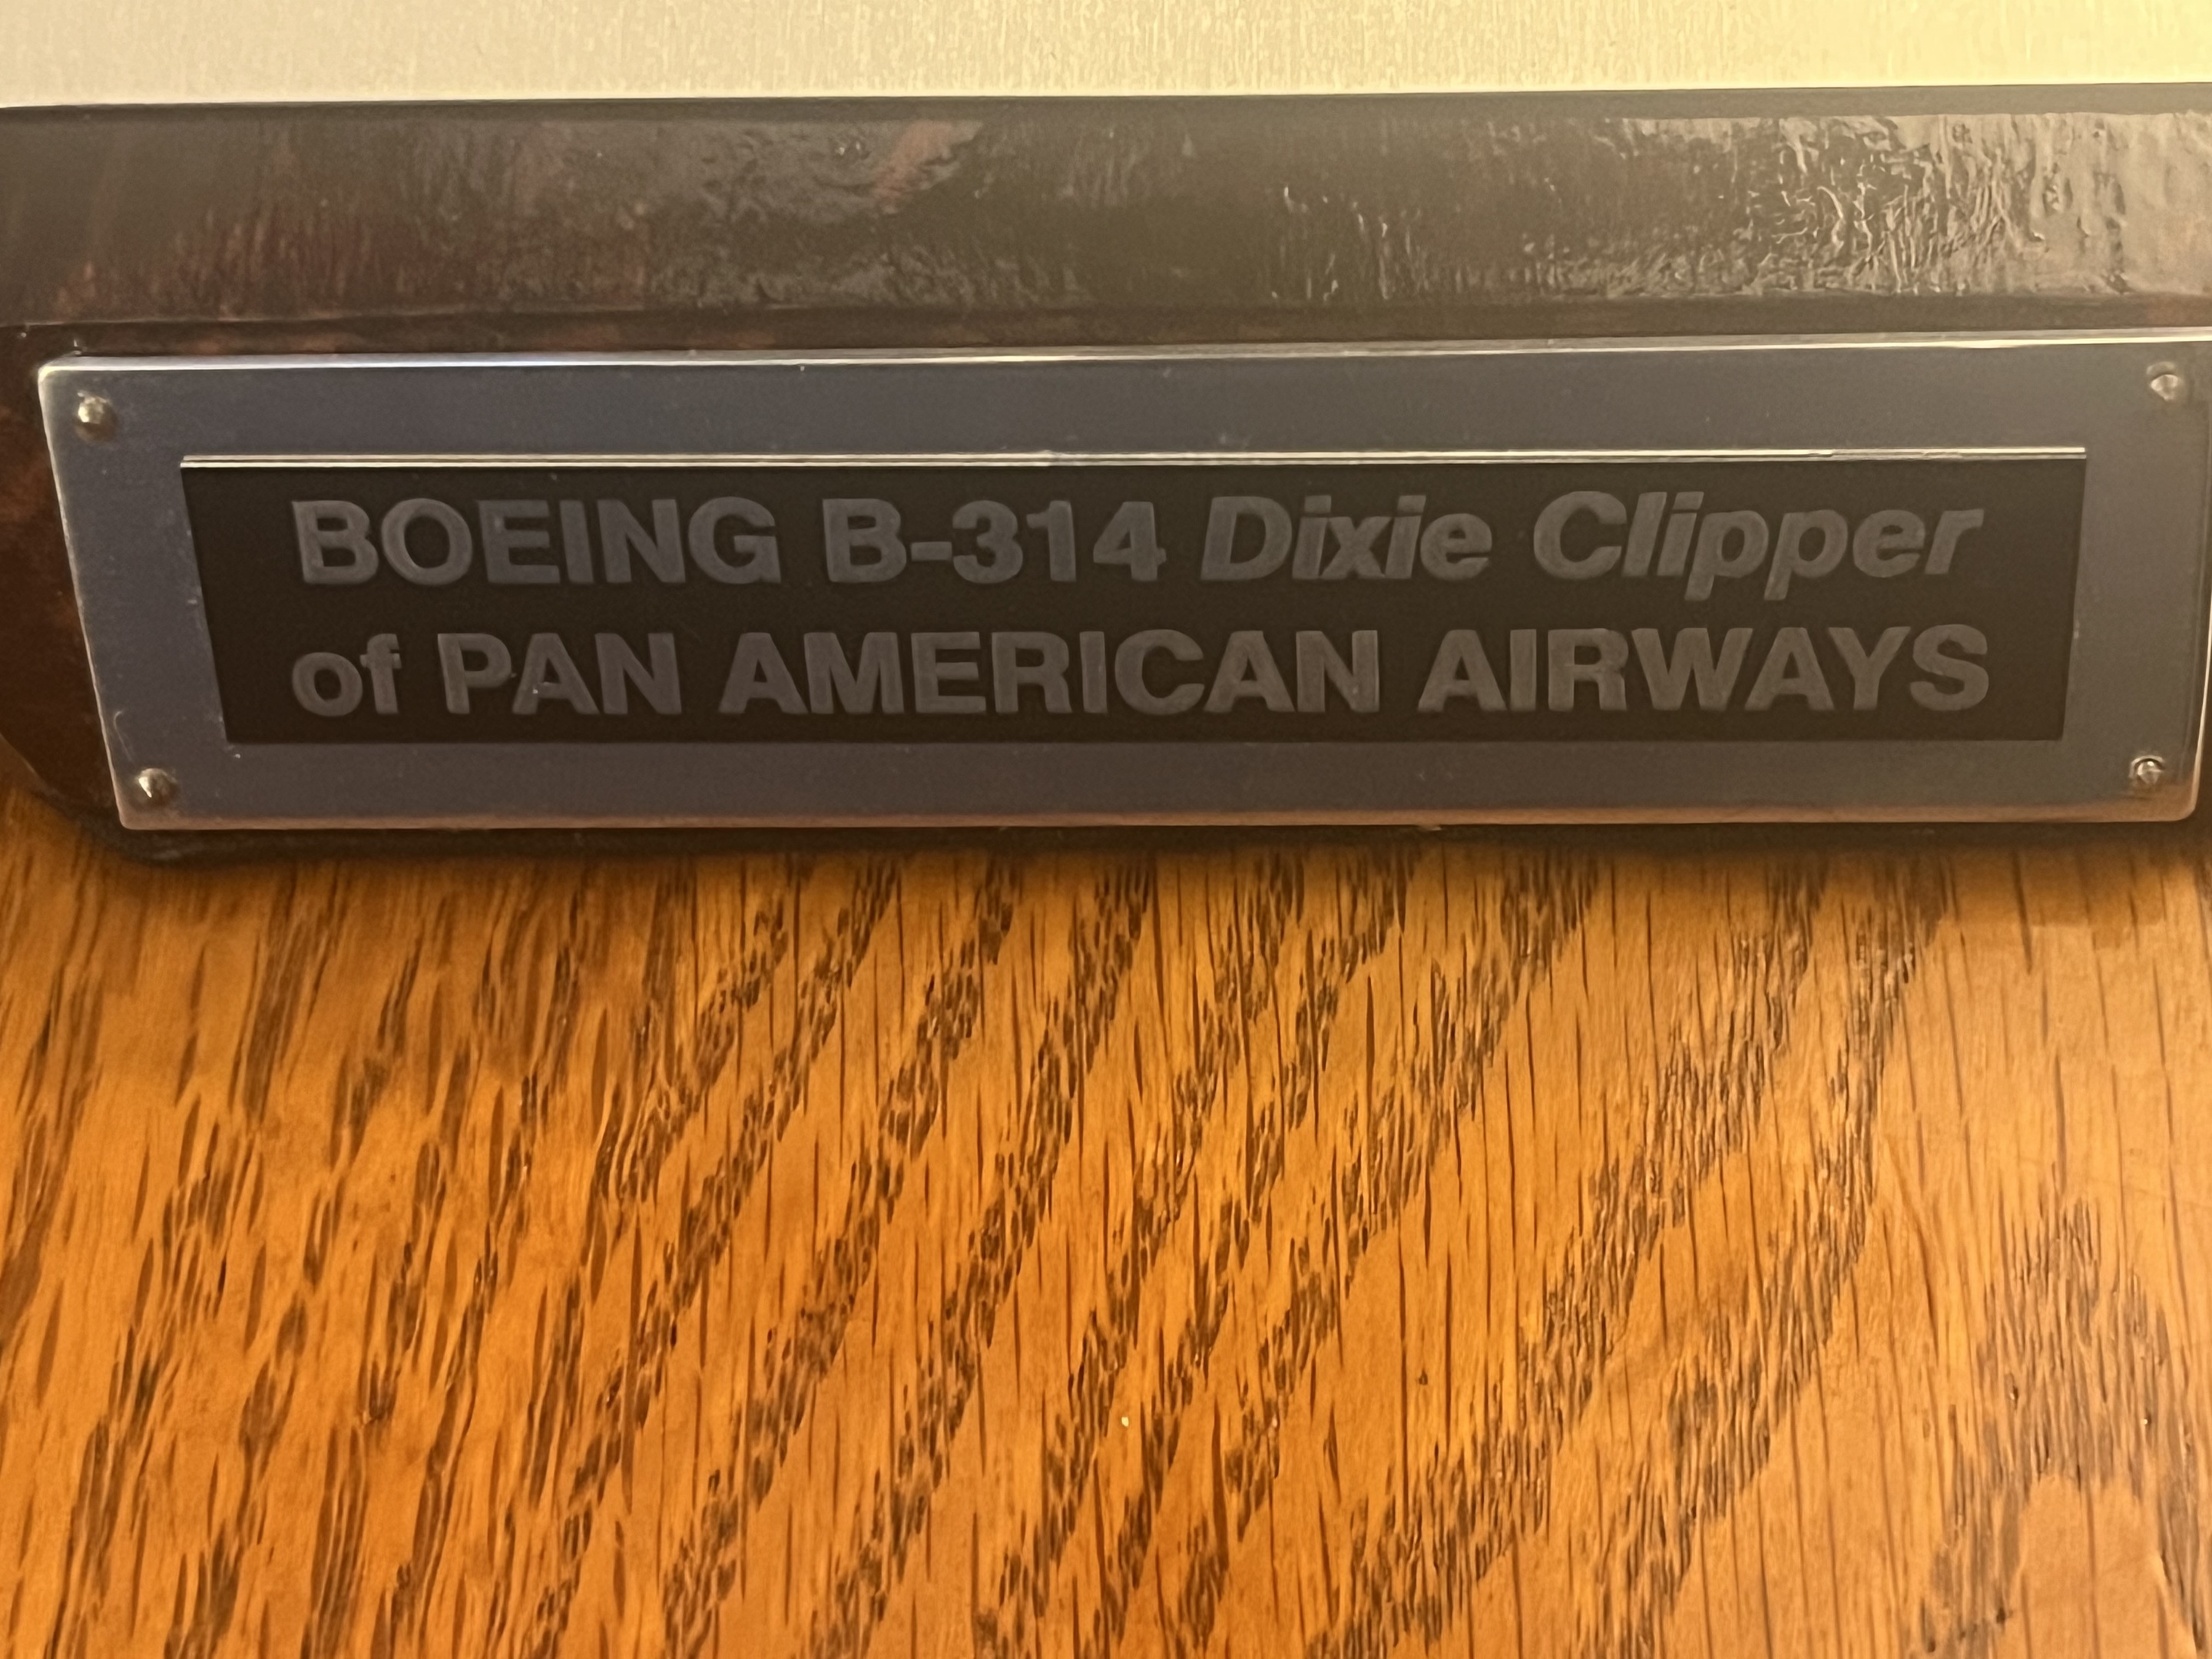 BOEING B-314 Dixie Clipper
of PAN AMERICAN AIRWAYS